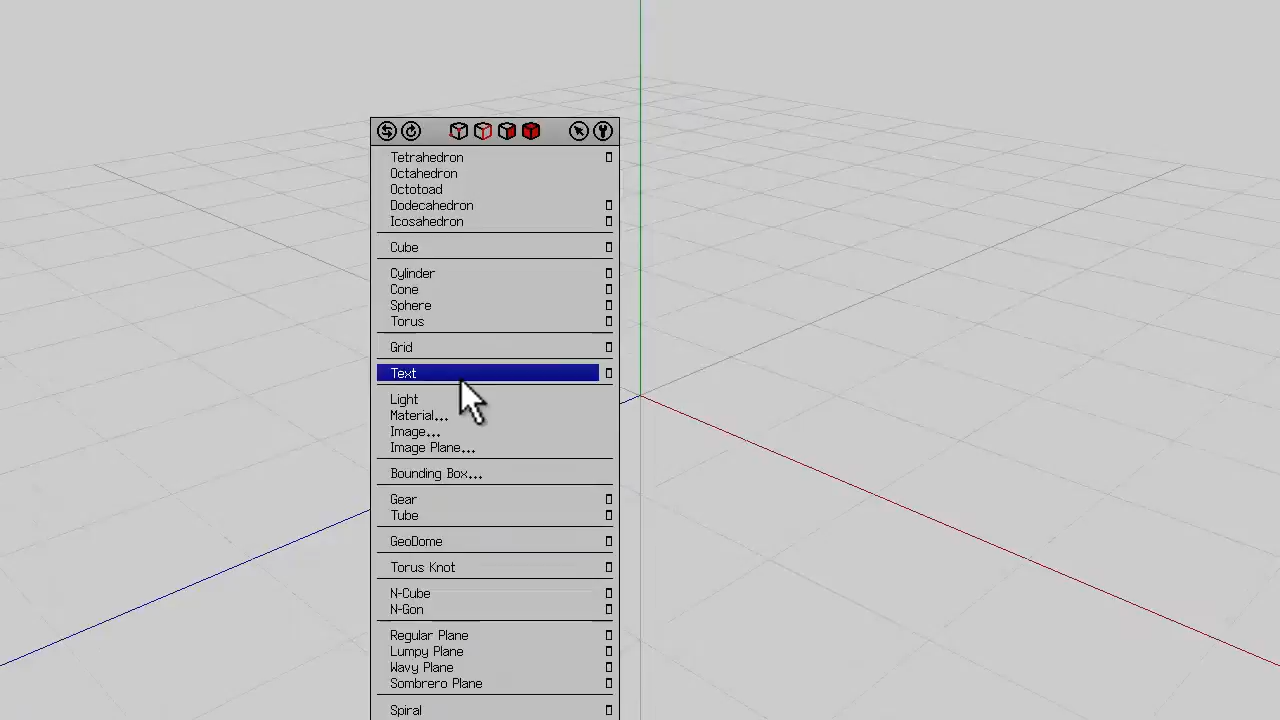 Tetrahedron
Octahedron
Octotoad
Dodecahedron
Icosahedron
Cube
Cylinder
Cone
Sphere
Torus
Grid
Text
Light
Material...
Image...
Image Plane...
Bounding Box...
Gear
Tube
GeoDome
Torus Knot
N-Cube
N-Gon
Regular Plane
Lumpy Plane
Wavy Plane
Sombrero Plane
Spiral